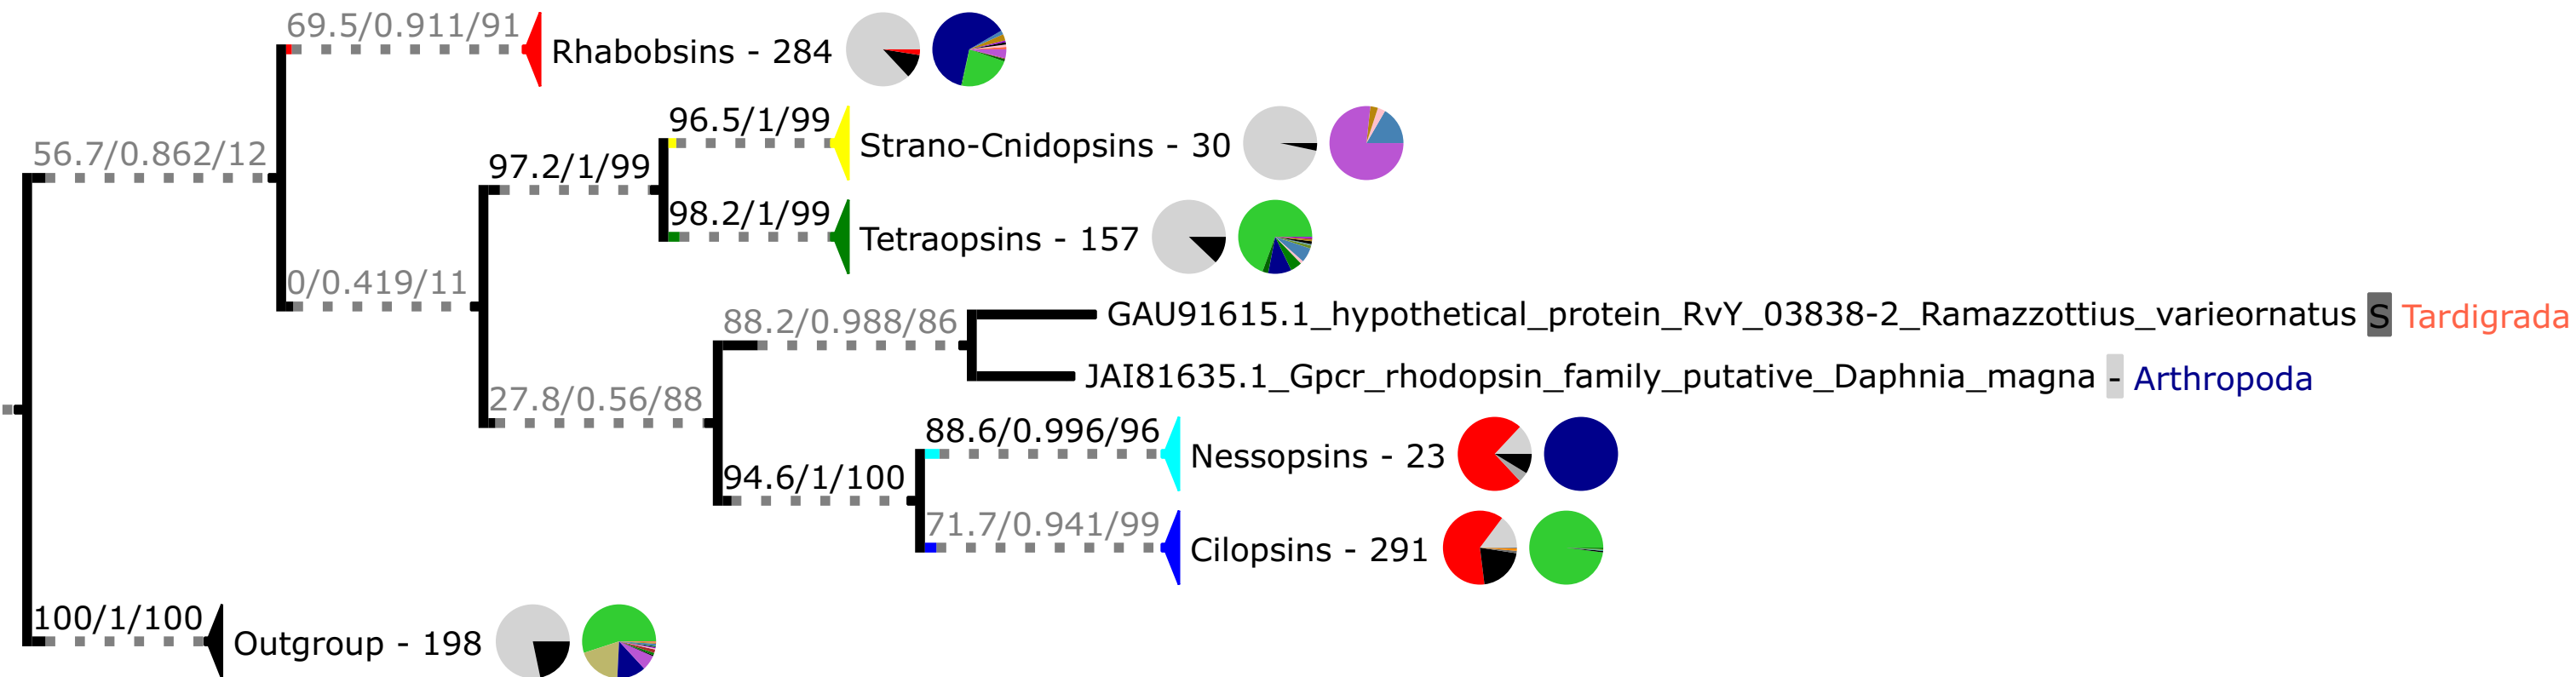 69.5/0.911/91
Rhabobsins - 284
96.5/1/99
Strano-Cnidopsins - 30
56.7/0.862/12
97.2/1/99
98.2/1/99
Tetraopsins - 157
0/0.419/11
88.2/0.988/86
GAU91615.1_hypothetical_protein_RvY_03838-2_Ramazzottius_varieornatus S Tardigrada
JAI81635.1_Gpcr_rhodopsin_family_putative_Daphnia_magna - Arthropoda
27.8/0.56/88
88.6/0.996/96
Nessopsins - 23
94.6/1/100
71.7/0.941/99
Cilopsins - 291
100/1/100
Outgroup - 198